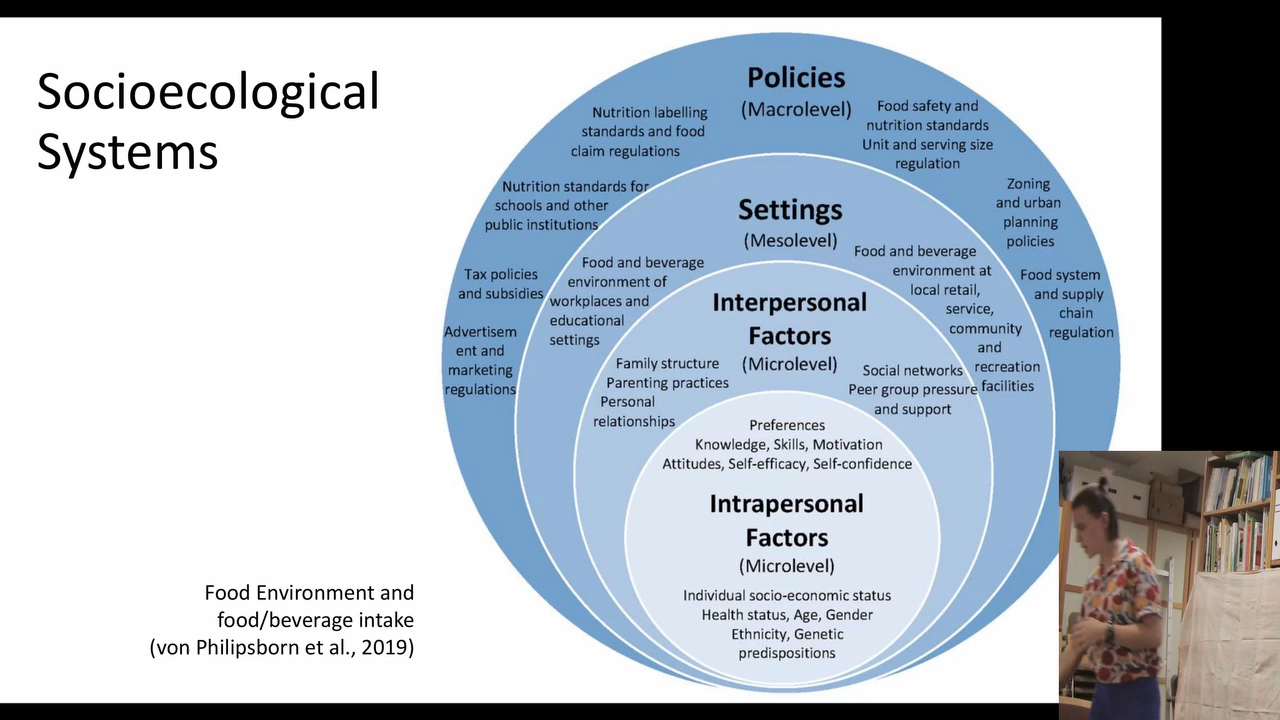 Socioecological
Systems
Policies
(Macrolevel)
Nutrition labelling
standards and food
claim regulations
Food safety and
nutrition standards
Unit and serving size
regulation
Nutrition standards for
schools and other
public institutions
Zoning
and urban
planning
policies
Tax policies
and subsidies
Food system
and supply
chain
regulation
Advertisem
ent and
marketing
regulations
Settings
(Mesolevel)
Food and beverage
environment of
workplaces and
educational
settings
Food and beverage
environment at
local retail,
service,
community
and
recreation
facilities
Interpersonal
Factors
(Microlevel)
Family structure
Parenting practices
Personal
relationships
Social networks
Peer group pressure
and support
Preferences
Knowledge, Skills, Motivation
Attitudes, Self-efficacy, Self-confidence
Intrapersonal
Factors
(Microlevel)
Individual socio-economic status
Health status, Age, Gender
Ethnicity, Genetic
predispositions
Food Environment and
food/beverage intake
(von Philipsborn et al., 2019)